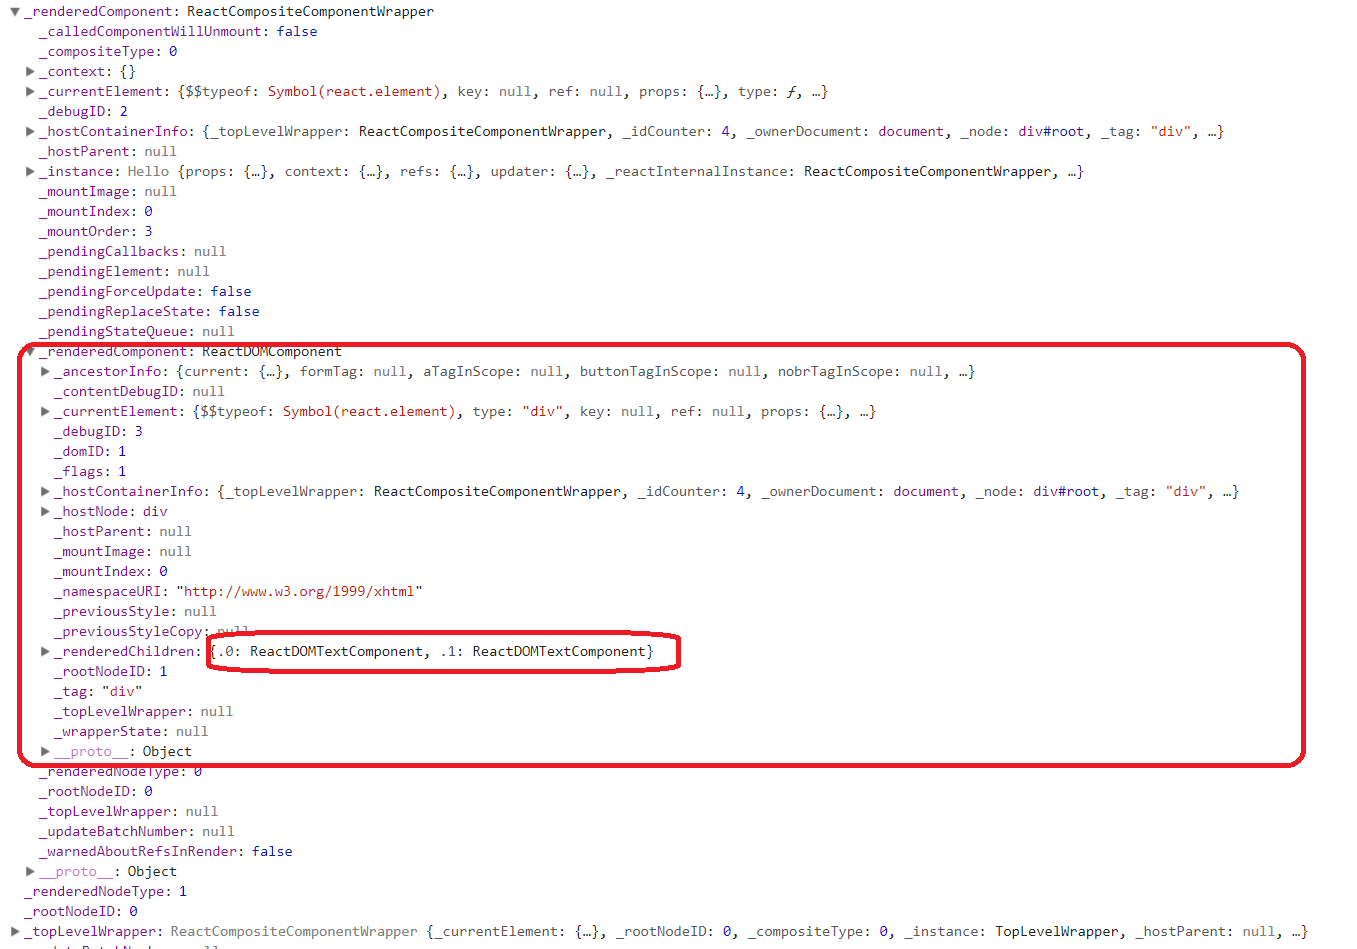 ▼ _renderedComponent: ReactCompositeComponentWrapper
_calledComponentWillUnmount: false
_compositeType: 0
▶ _context: {}
▶ _currentElement: {$$typeof: Symbol(react.element), key: null, ref: null, props: {…}, type: ƒ, …}
_debugID: 2
▶ _hostContainerInfo: {_topLevelWrapper: ReactCompositeComponentWrapper, _idCounter: 4, _ownerDocument: document, _node: div#root, _tag: "div", …}
_hostParent: null
▶ _instance: Hello {props: {…}, context: {…}, refs: {…}, updater: {…}, _reactInternalInstance: ReactCompositeComponentWrapper, …}
_mountImage: null
_mountIndex: 0
_mountOrder: 3
_pendingCallbacks: null
_pendingElement: null
_pendingForceUpdate: false
_pendingReplaceState: false
_pendingStateQueue: null
▼ _renderedComponent: ReactDOMComponent
▶ _ancestorInfo: {current: {…}, formTag: null, aTagInScope: null, buttonTagInScope: null, nobrTagInScope: null, …}
_contentDebugID: null
▶ _currentElement: {$$typeof: Symbol(react.element), type: "div", key: null, ref: null, props: {…}, …}
_debugID: 3
_domID: 1
_flags: 1
▶ _hostContainerInfo: {_topLevelWrapper: ReactCompositeComponentWrapper, _idCounter: 4, _ownerDocument: document, _node: div#root, _tag: "div", …}
▶ _hostNode: div
_hostParent: null
_mountImage: null
_mountIndex: 0
_namespaceURI: "http://www.w3.org/1999/xhtml"
_previousStyle: null
_previousStyleCopy: null
▶ _renderedChildren: {.0: ReactDOMTextComponent, .1: ReactDOMTextComponent}
_rootNodeID: 1
_tag: "div"
_topLevelWrapper: null
_wrapperState: null
▶ __proto__: Object
_renderedNodeType: 0
_rootNodeID: 0
_topLevelWrapper: null
_updateBatchNumber: null
_warnedAboutRefsInRender: false
▶ __proto__: Object
_renderedNodeType: 1
_rootNodeID: 0
▶ _topLevelWrapper: ReactCompositeComponentWrapper {_currentElement: {…}, _rootNodeID: 0, _compositeType: 0, _instance: TopLevelWrapper, _hostParent: null, …}